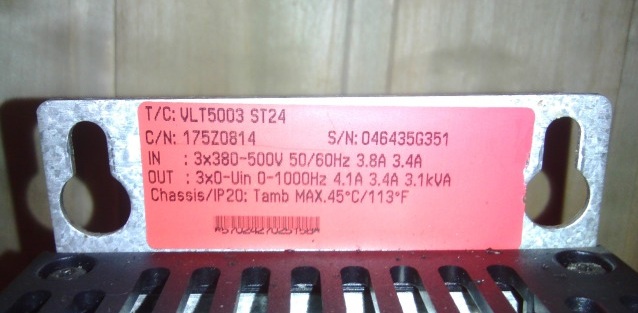 T/C: VLT5003 ST24
C/N: 175Z0814 S/N: 046435G351
IN : 3x380-500V 50/60Hz 3.8A 3.4A
OUT : 3x0-Uin 0-1000Hz 4.1A 3.4A 3.1kVA
Chassis/IP20: Tamb MAX.45°C/113°F